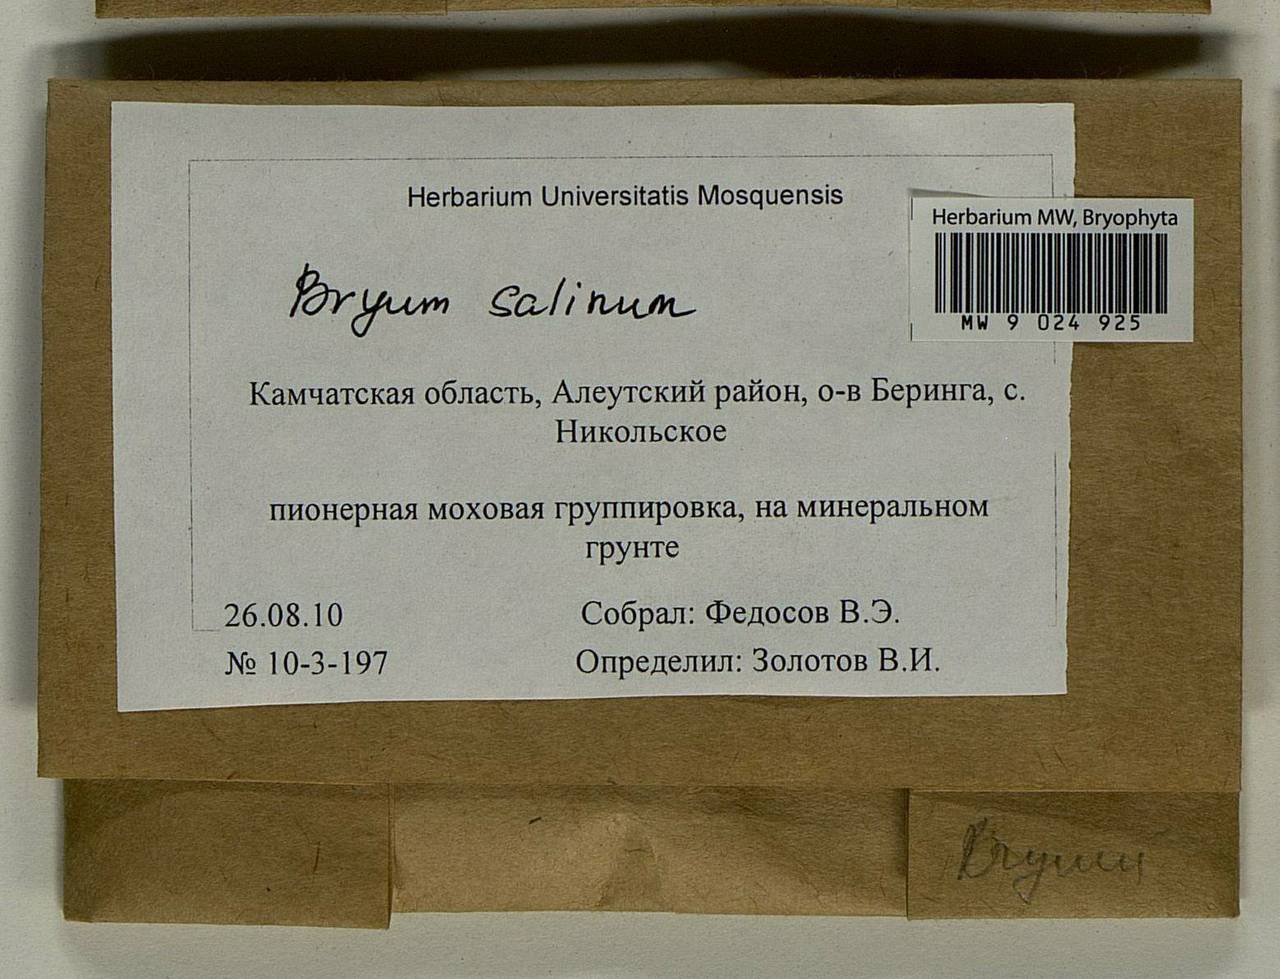 Herbarium Universitatis Mosquensis
Herbarium MW, Bryophyta
MW 9 024 925
Bryum salinum
Камчатская область, Алеутский район, о-в Беринга, с.
Никольское
пионерная моховая группировка, на минеральном
грунте
26.08.10
Собрал: Федосов В.Э.
№ 10-3-197
Определил: Золотов В.И.
Bryum